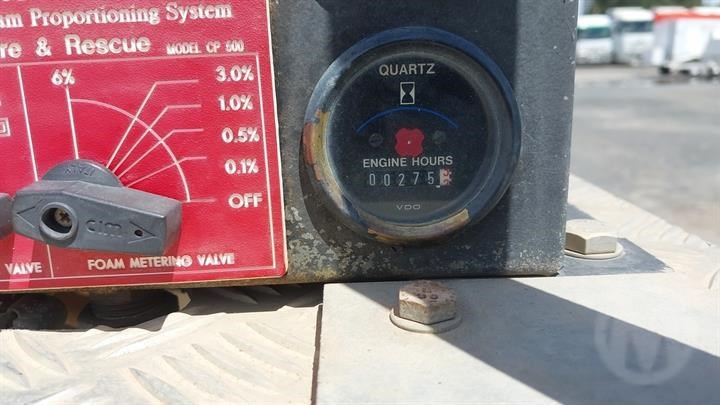 am Proportioning System
re & Rescue MODEL CP 600
6%
3.0%
1.0%
0.5%
0.1%
OFF
VALVE
FOAM METERING VALVE
QUARTZ
ENGINE HOURS
00275
VDO